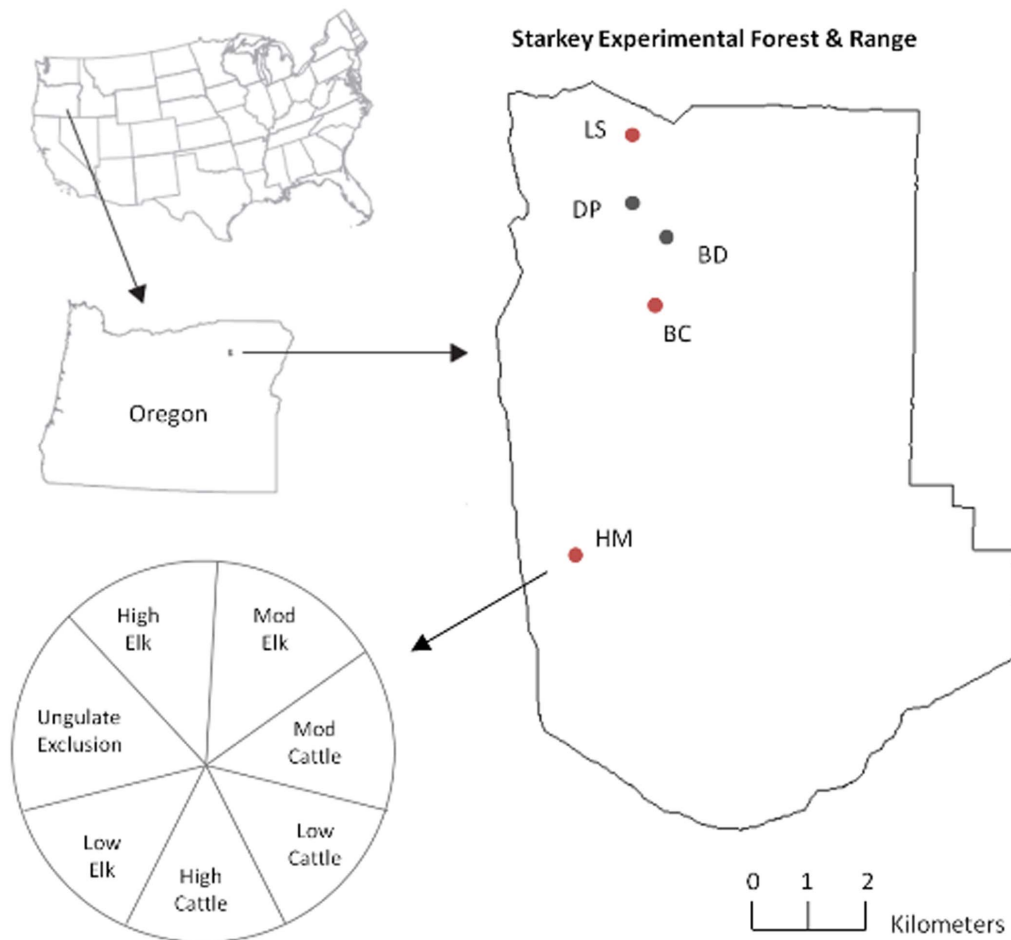 Starkey Experimental Forest & Range
LS
DP
BD
BC
HM
Oregon
High
Elk
Mod
Elk
Ungulate
Exclusion
Mod
Cattle
Low
Elk
High
Cattle
Low
Cattle
0 1 2
Kilometers